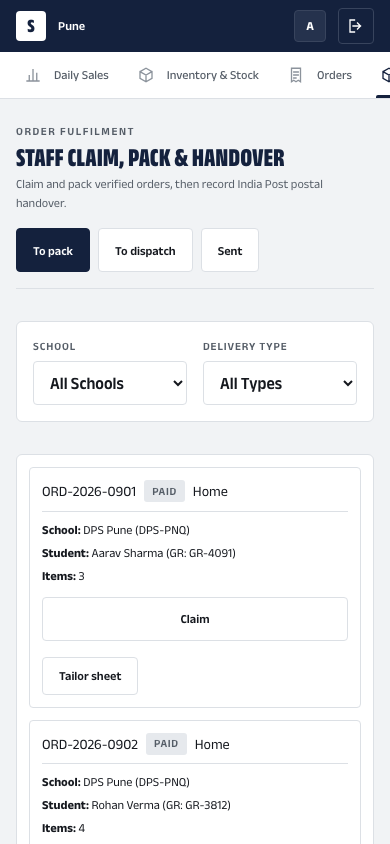 S Pune A
Daily Sales Inventory & Stock Orders
ORDER FULFILMENT
STAFF CLAIM, PACK & HANDOVER
Claim and pack verified orders, then record India Post postal
handover.
To pack To dispatch Sent
SCHOOL DELIVERY TYPE
All Schools All Types
ORD-2026-0901 PAID Home
School: DPS Pune (DPS-PNQ)
Student: Aarav Sharma (GR: GR-4091)
Items: 3
Claim
Tailor sheet
ORD-2026-0902 PAID Home
School: DPS Pune (DPS-PNQ)
Student: Rohan Verma (GR: GR-3812)
Items: 4